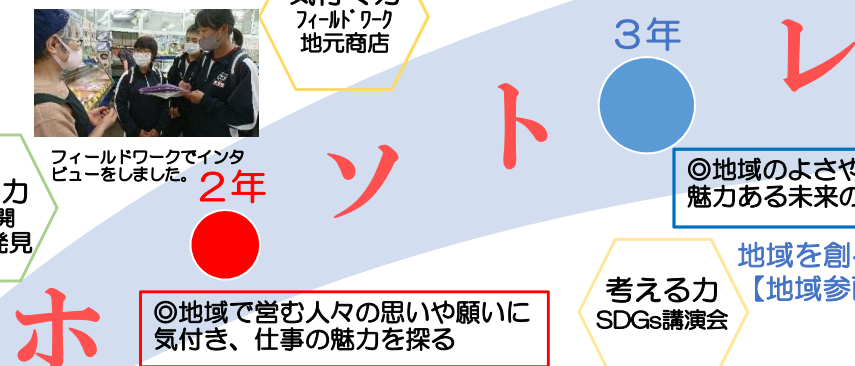 フィールドワーク
地元商店
3年
レ
ト
ソ
ホ
フィールドワークでインタ
ビューをしました。
2年
力
開
発見
◎地域のよさや
魅力ある未来の
◎地域で営む人々の思いや願いに
気付き、仕事の魅力を探る
考える力
SDGs講演会
地域を創
【地域参